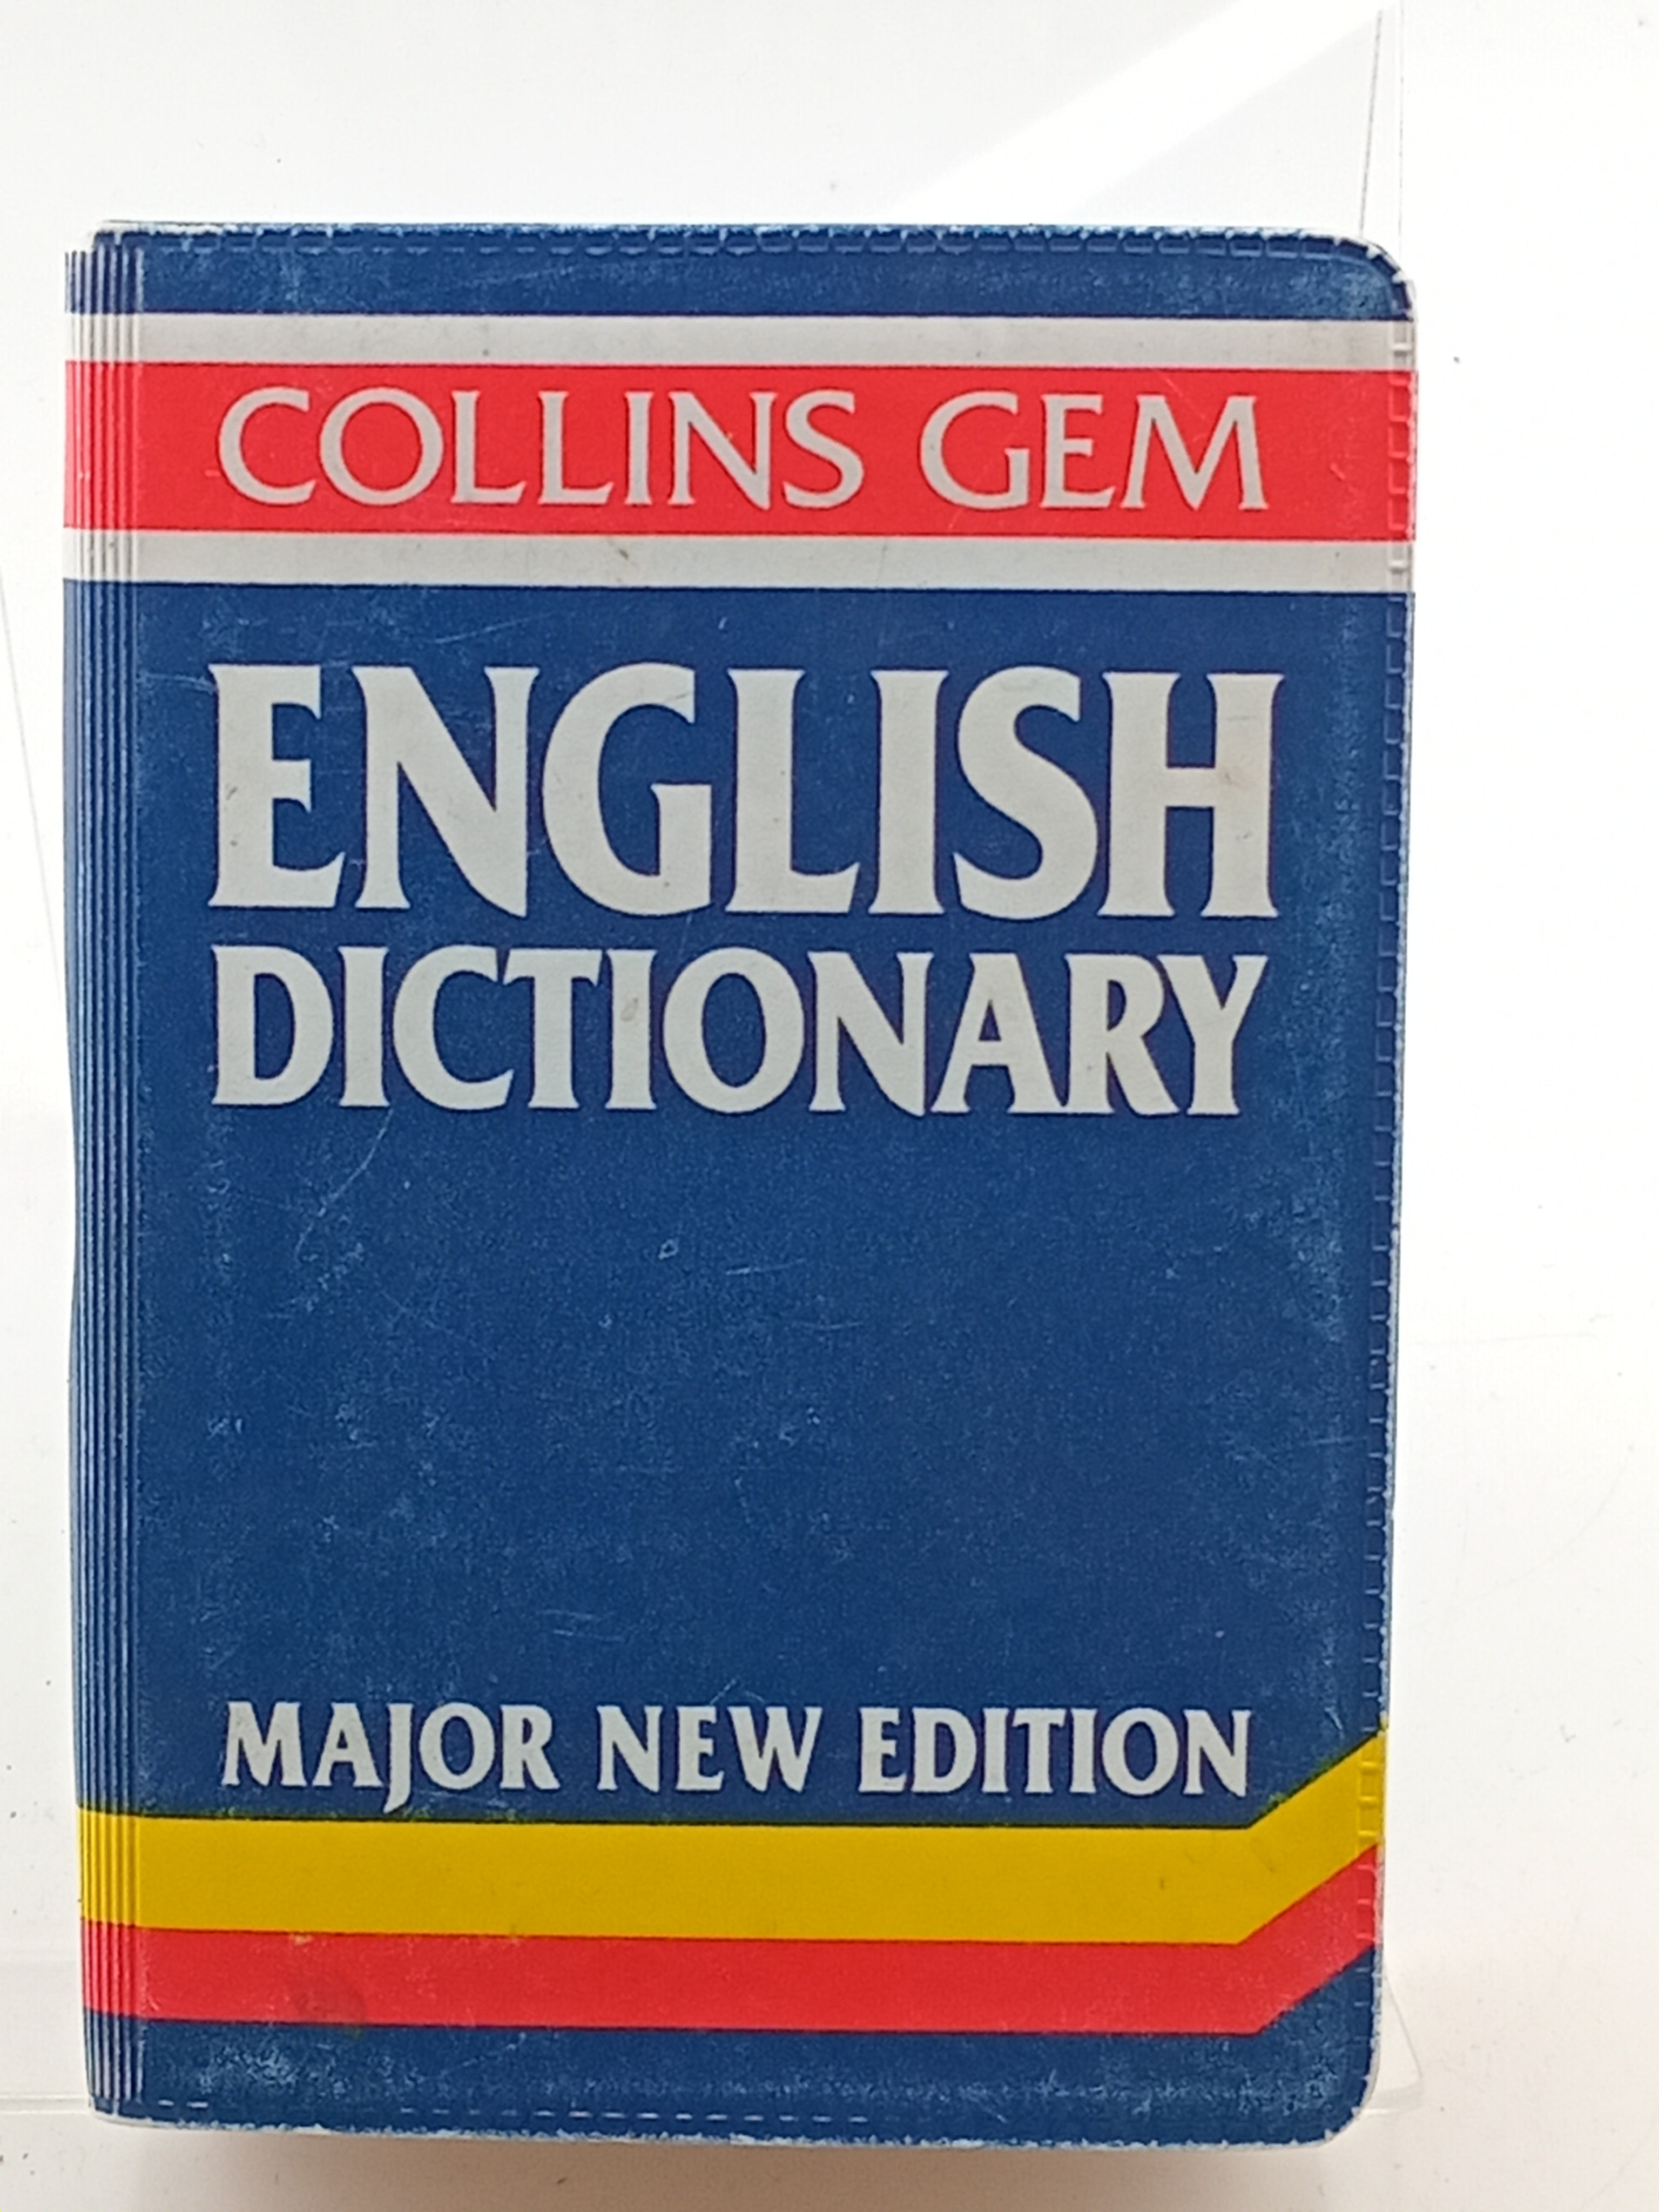 COLLINS GEM
ENGLISH
DICTIONARY
MAJOR NEW EDITION